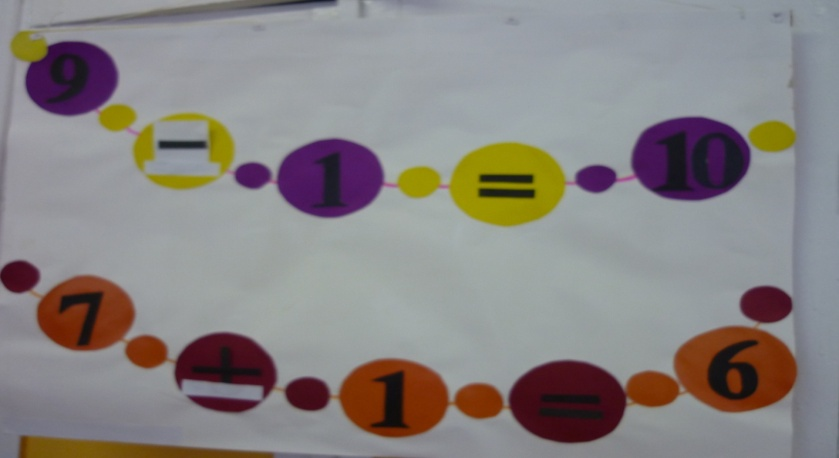 9 - 1 = 10
7 + 1 = 6